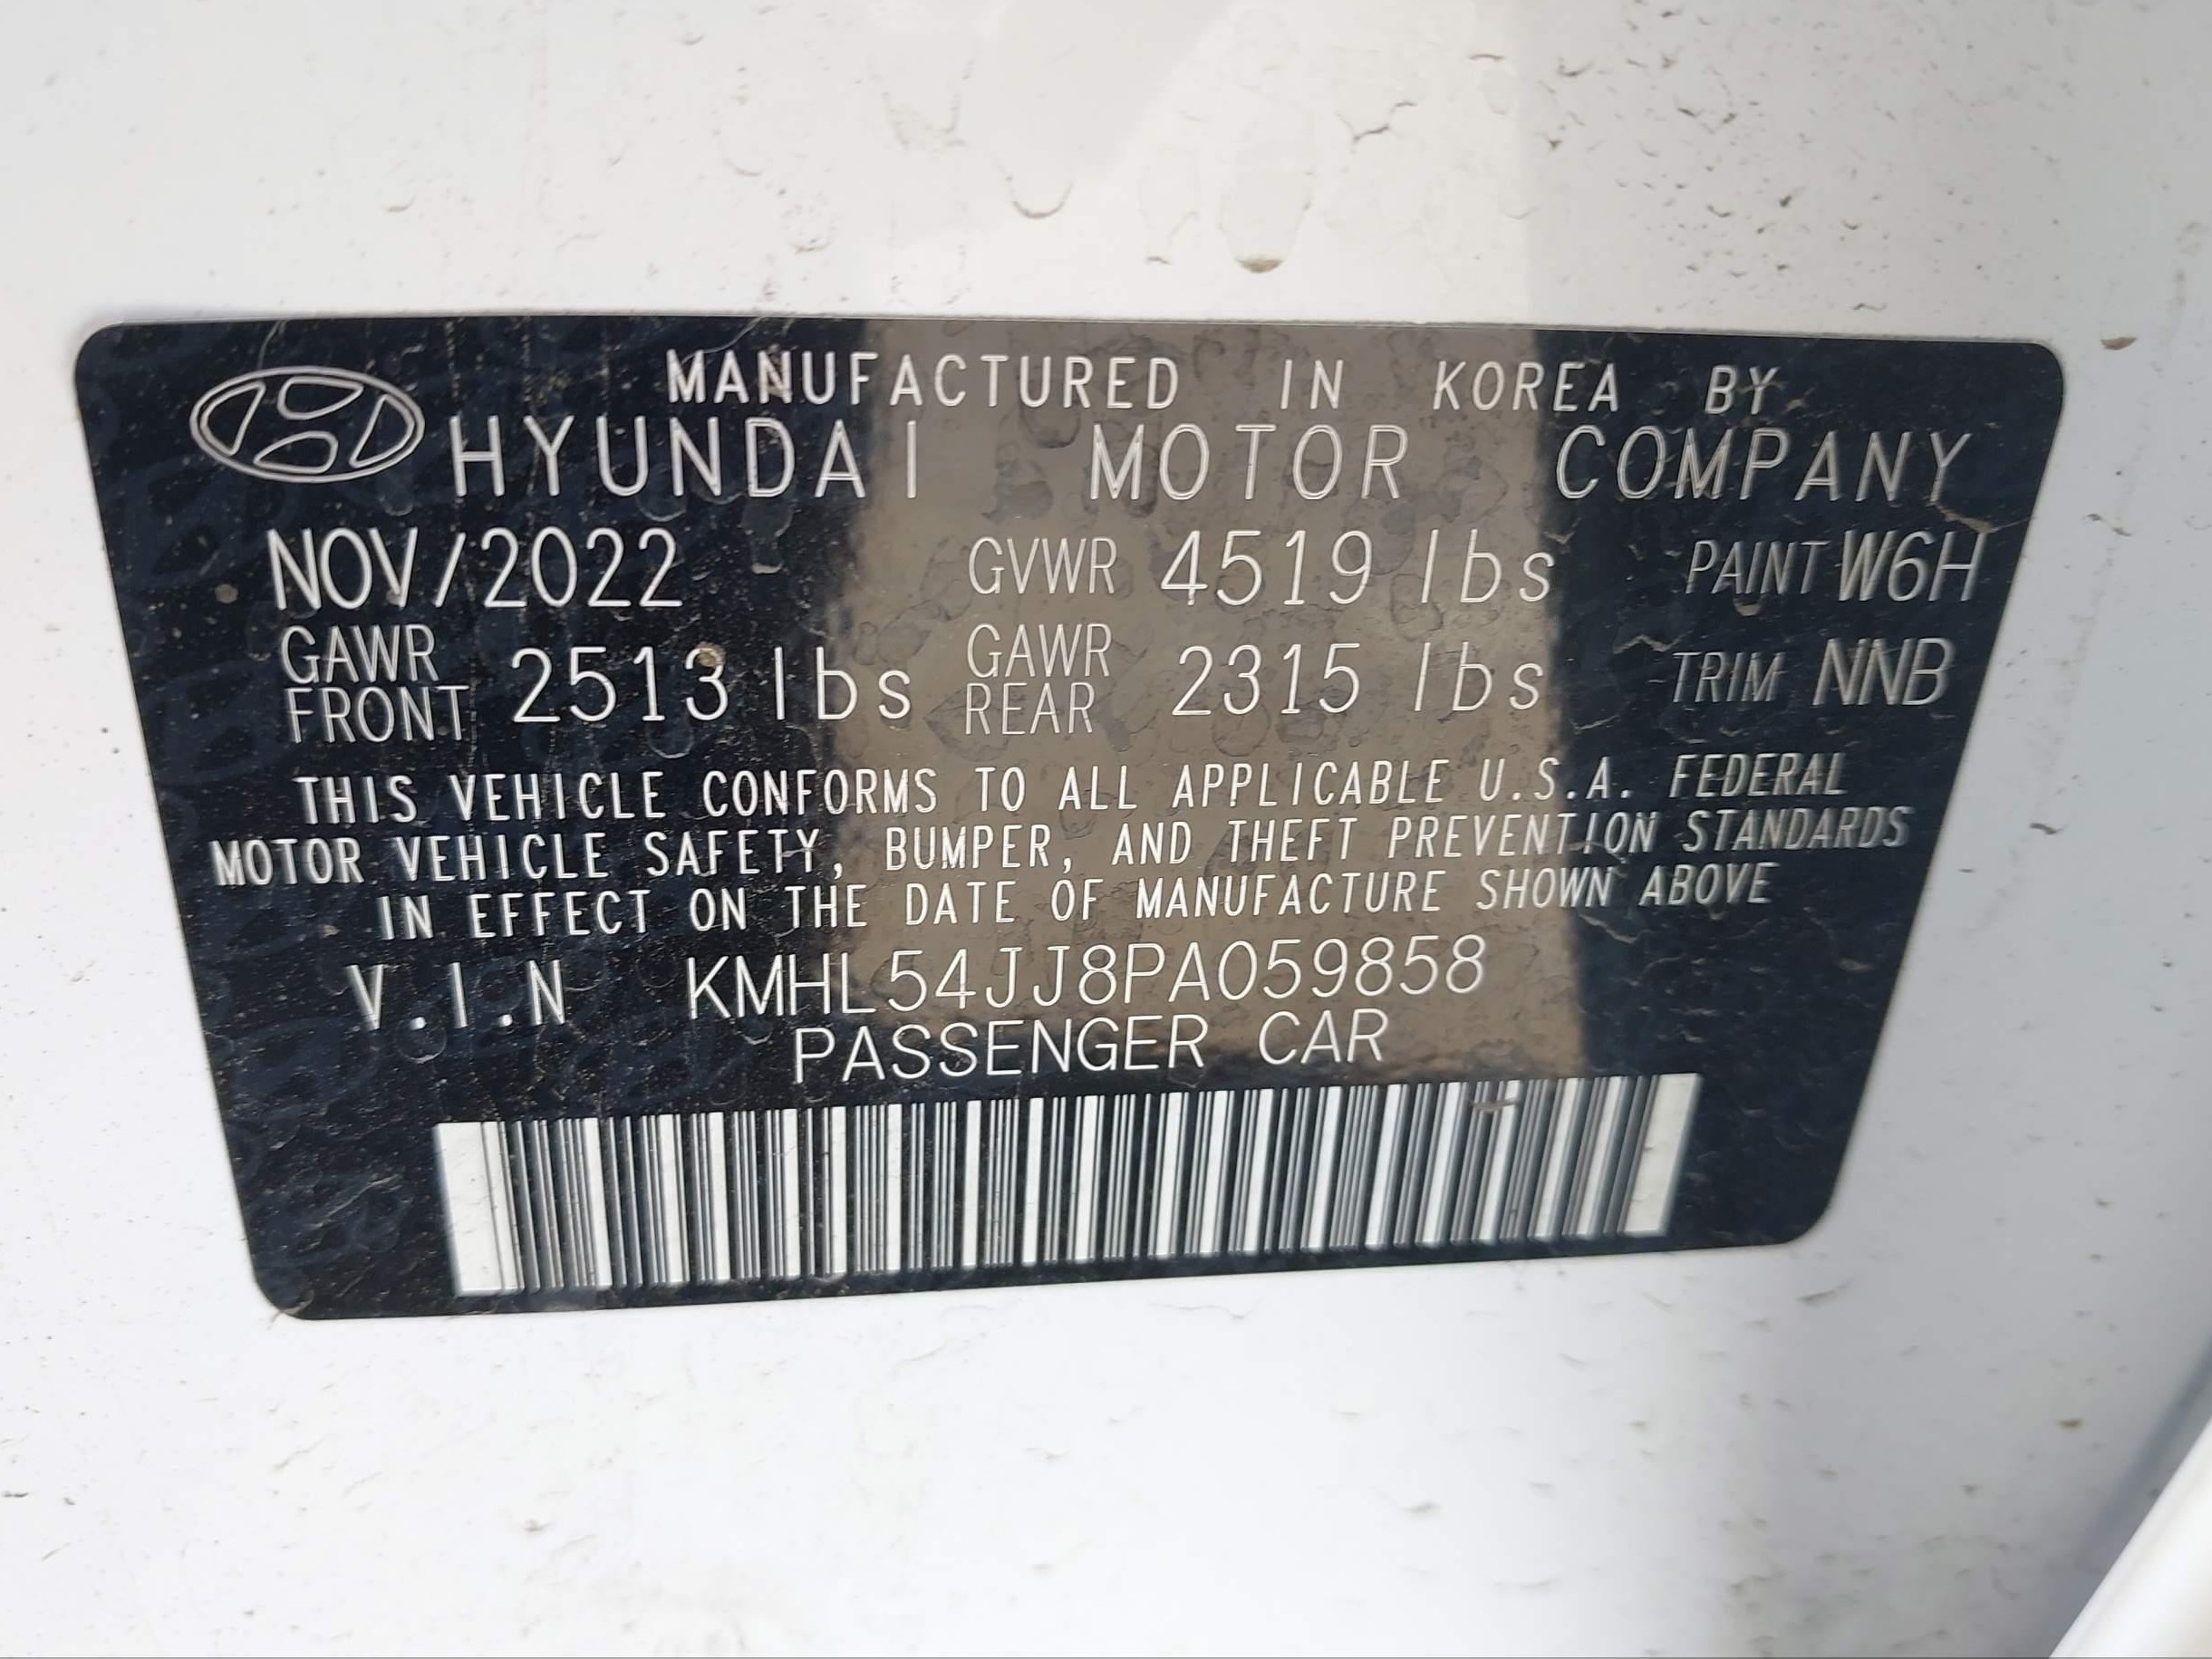 MANUFACTURED IN KOREA BY
HYUNDAI MOTOR COMPANY
NOV/2022 GVWR 4519 lbs PAINT W6H
GAWR FRONT 2513 lbs GAWR REAR 2315 lbs TRIM NNB
THIS VEHICLE CONFORMS TO ALL APPLICABLE U.S.A. FEDERAL
MOTOR VEHICLE SAFETY, BUMPER, AND THEFT PREVENTION STANDARDS
IN EFFECT ON THE DATE OF MANUFACTURE SHOWN ABOVE
V.I.N KMHL54JJ8PA059858
PASSENGER CAR